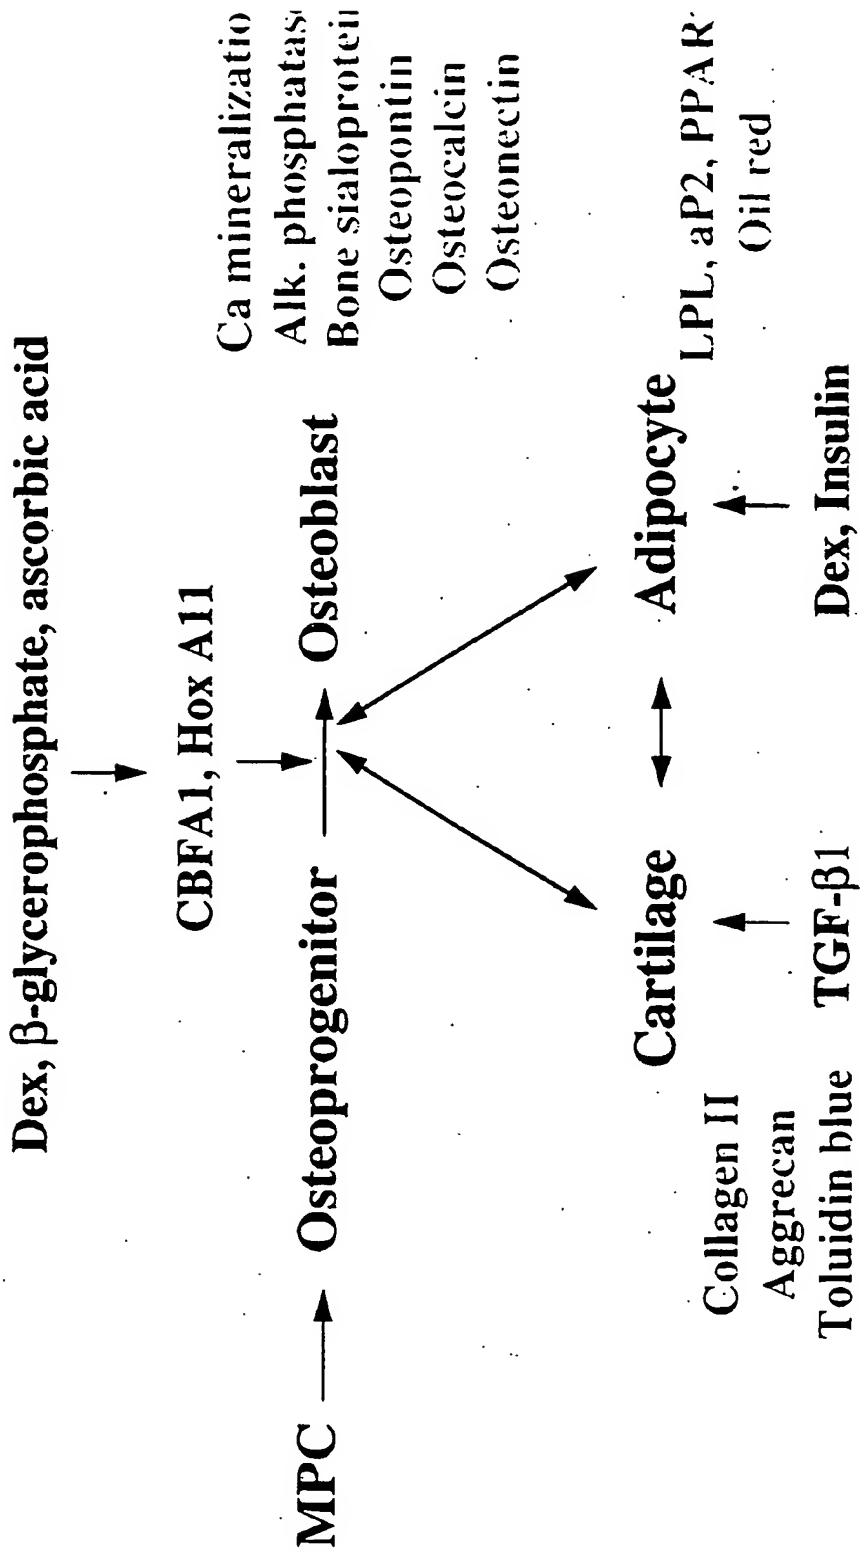 Dex, β-glycerophosphate, ascorbic acid
CBFA1, Hox A11
MPC
Osteoprogenitor
Osteoblast
Ca mineralizatio
Alk. phosphatas
Bone sialoprotei
Osteopontin
Osteocalcin
Osteonectin
Cartilage
Adipocyte
Collagen II
Aggrecan
Toluidin blue
TGF-β1
LPL, aP2, PPAR
Oil red
Dex, Insulin